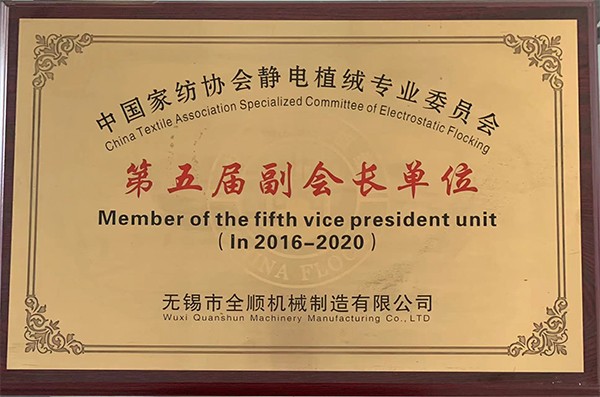 中国家纺协会静电植绒专业委员会
China Textile Association Specialized Committee of Electrostatic Flocking
第五届副会长单位
Member of the fifth vice president unit
(In 2016-2020)
无锡市全顺机械制造有限公司
Wuxi Quanshun Machinery Manufacturing Co., LTD